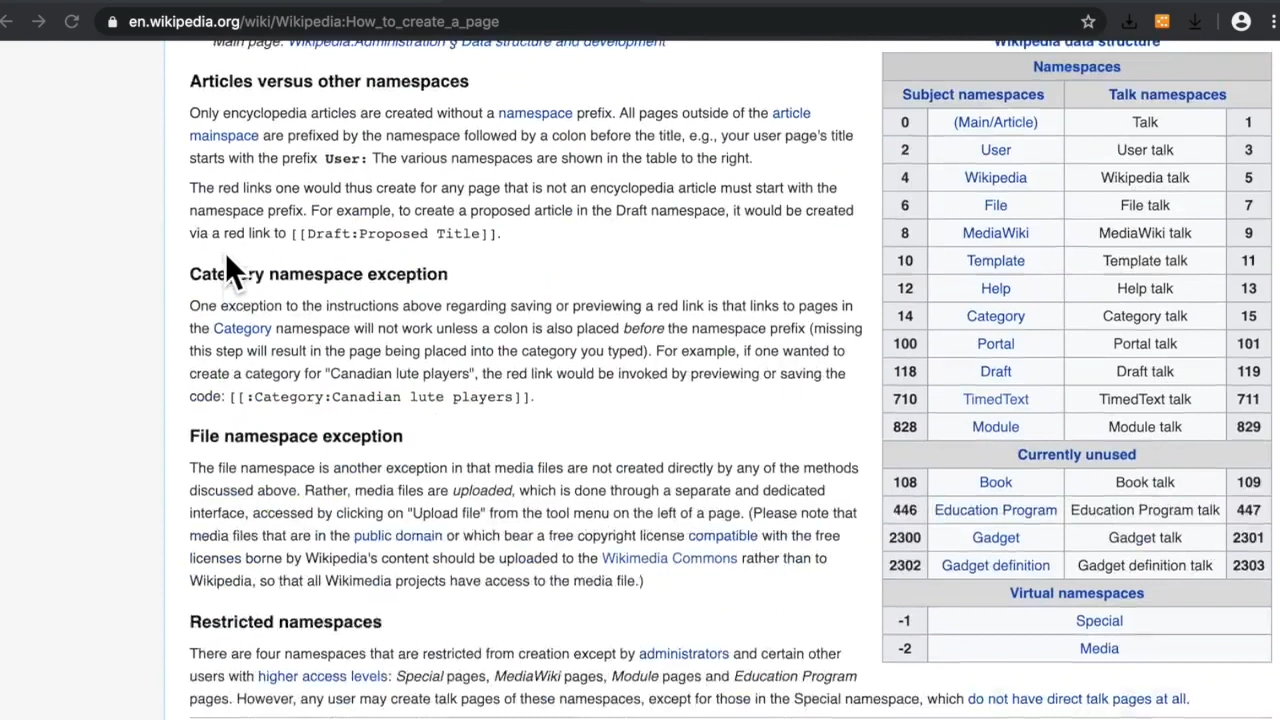 en.wikipedia.org/wiki/Wikipedia:How_to_create_a_page
Main page: Wikipedia:Administration § Data structure and development
Articles versus other namespaces
Only encyclopedia articles are created without a namespace prefix. All pages outside of the article
mainspace are prefixed by the namespace followed by a colon before the title, e.g., your user page's title
starts with the prefix User: The various namespaces are shown in the table to the right.
The red links one would thus create for any page that is not an encyclopedia article must start with the
namespace prefix. For example, to create a proposed article in the Draft namespace, it would be created
via a red link to [[Draft:Proposed Title]].
Category namespace exception
One exception to the instructions above regarding saving or previewing a red link is that links to pages in
the Category namespace will not work unless a colon is also placed before the namespace prefix (missing
this step will result in the page being placed into the category you typed). For example, if one wanted to
create a category for "Canadian lute players", the red link would be invoked by previewing or saving the
code: [[:Category:Canadian lute players]].
File namespace exception
The file namespace is another exception in that media files are not created directly by any of the methods
discussed above. Rather, media files are uploaded, which is done through a separate and dedicated
interface, accessed by clicking on "Upload file" from the tool menu on the left of a page. (Please note that
media files that are in the public domain or which bear a free copyright license compatible with the free
licenses borne by Wikipedia's content should be uploaded to the Wikimedia Commons rather than to
Wikipedia, so that all Wikimedia projects have access to the media file.)
Restricted namespaces
There are four namespaces that are restricted from creation except by administrators and certain other
users with higher access levels: Special pages, MediaWiki pages, Module pages and Education Program
pages. However, any user may create talk pages of these namespaces, except for those in the Special namespace, which do not have direct talk pages at all.
Wikipedia data structure
Namespaces
Subject namespaces Talk namespaces
0 (Main/Article) Talk 1
2 User User talk 3
4 Wikipedia Wikipedia talk 5
6 File File talk 7
8 MediaWiki MediaWiki talk 9
10 Template Template talk 11
12 Help Help talk 13
14 Category Category talk 15
100 Portal Portal talk 101
118 Draft Draft talk 119
710 TimedText TimedText talk 711
828 Module Module talk 829
Currently unused
108 Book Book talk 109
446 Education Program Education Program talk 447
2300 Gadget Gadget talk 2301
2302 Gadget definition Gadget definition talk 2303
Virtual namespaces
-1 Special
-2 Media